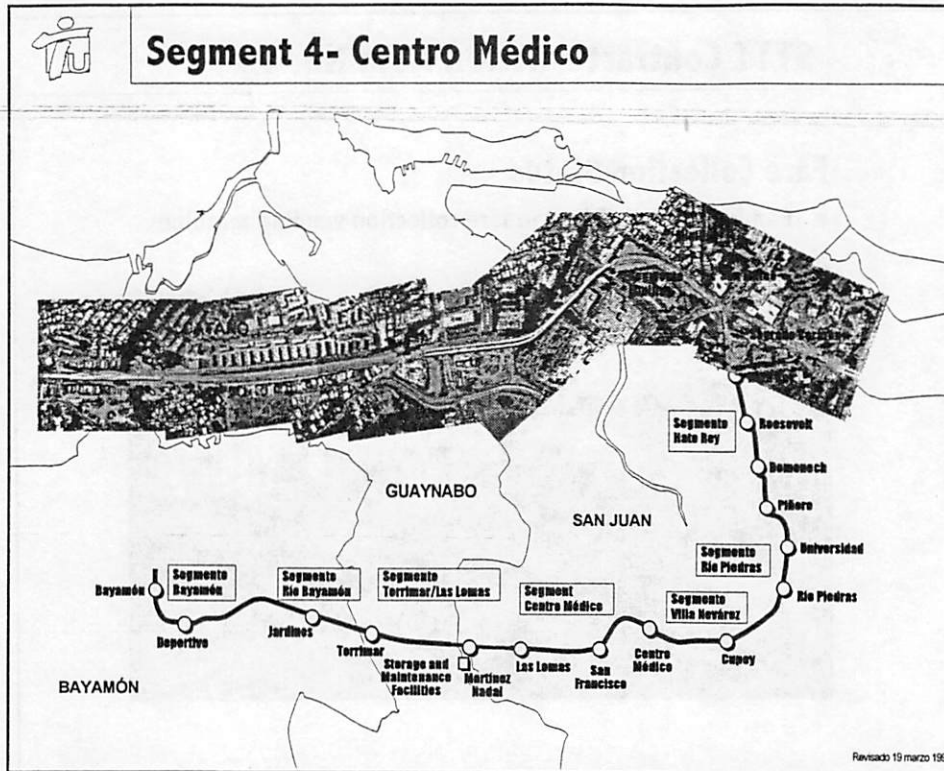 Segment 4: Centro Médico
CATAÑO
Segmento
Hato Rey
Roosevelt
Domenech
Piñero
GUAYNABO
SAN JUAN
Universidad
Segmento
Río Piedras
Río Piedras
Bayamón
Segmento
Bayamón
Segmento
Río Bayamón
Segmento
Torrimar/Las Lomas
Segment
Centro Médico
Segmento
Villa Nevárez
Deportivo
Jardines
Torrimar
Storage and
Maintenance
Facilities
Martínez
Nadal
Las Lomas
San
Francisco
Centro
Médico
Cupey
BAYAMÓN
Revisado 19 marzo 199